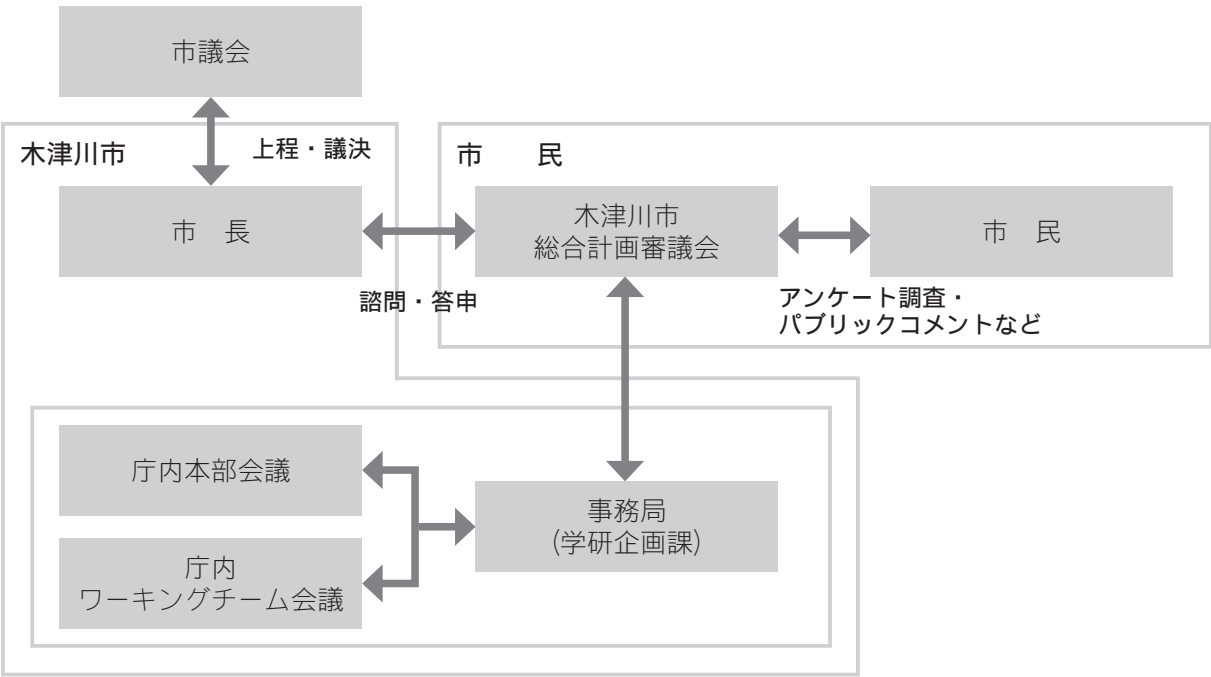 市議会
上程・議決
木津川市
市　長
諮問・答申
市　　民
木津川市
総合計画審議会
市　民
アンケート調査・
パブリックコメントなど
庁内本部会議
庁内
ワーキングチーム会議
事務局
(学研企画課)